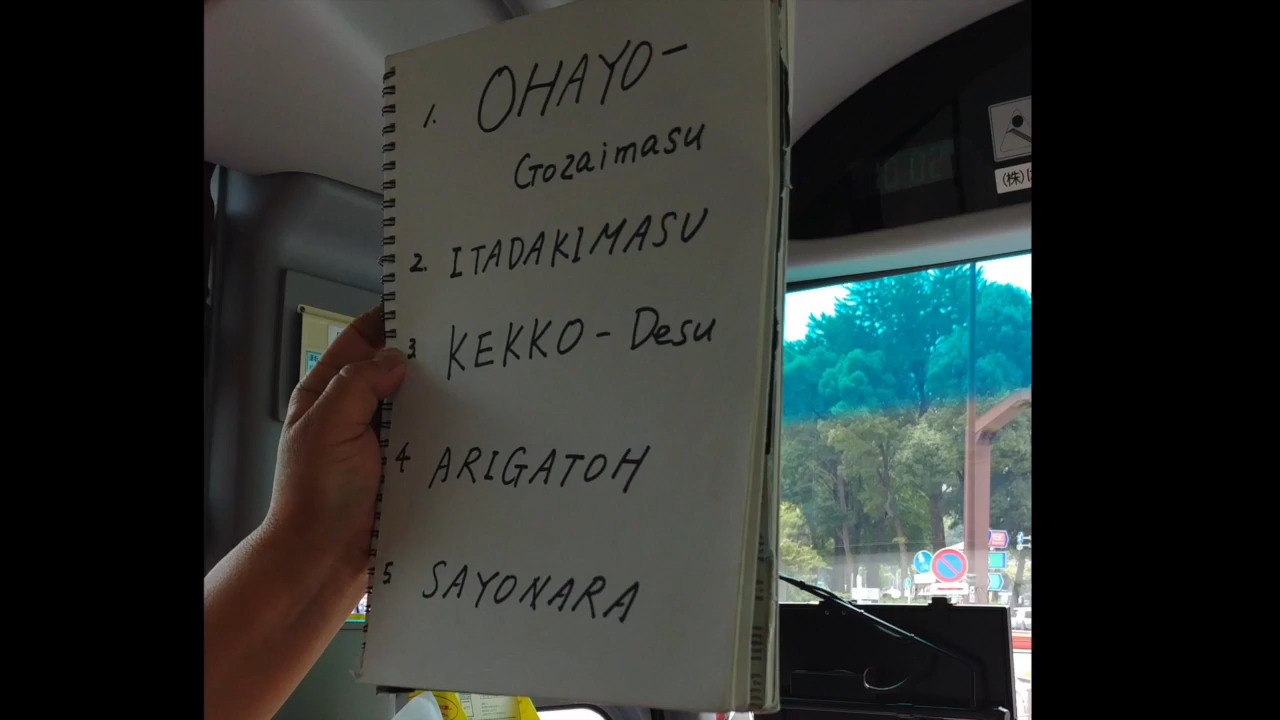 1. OHAYO-
Gozaimasu
2. ITADAKIMASU
3. KEKKO - Desu
4 ARIGATOH
5 SAYONARA
(株)